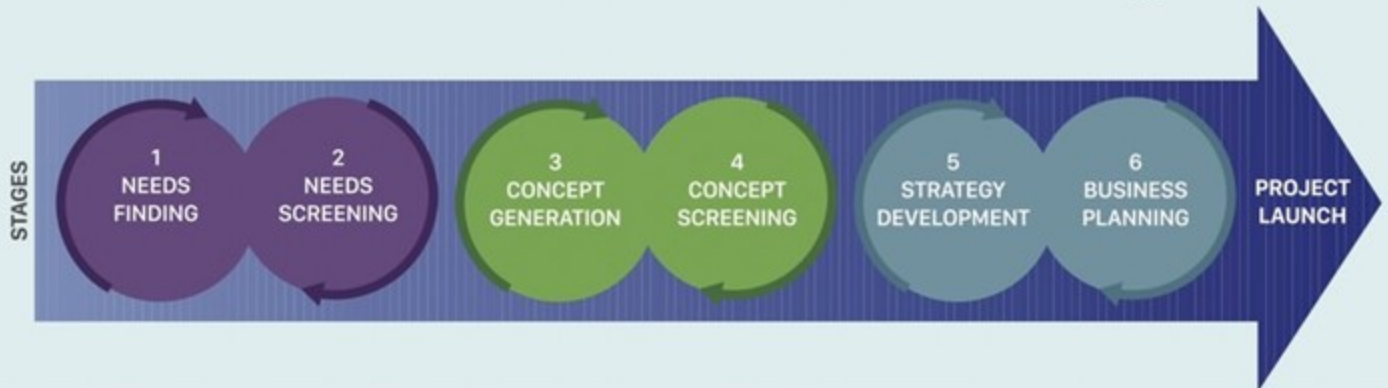 STAGES
1
NEEDS
FINDING
2
NEEDS
SCREENING
3
CONCEPT
GENERATION
4
CONCEPT
SCREENING
5
STRATEGY
DEVELOPMENT
6
BUSINESS
PLANNING
PROJECT
LAUNCH